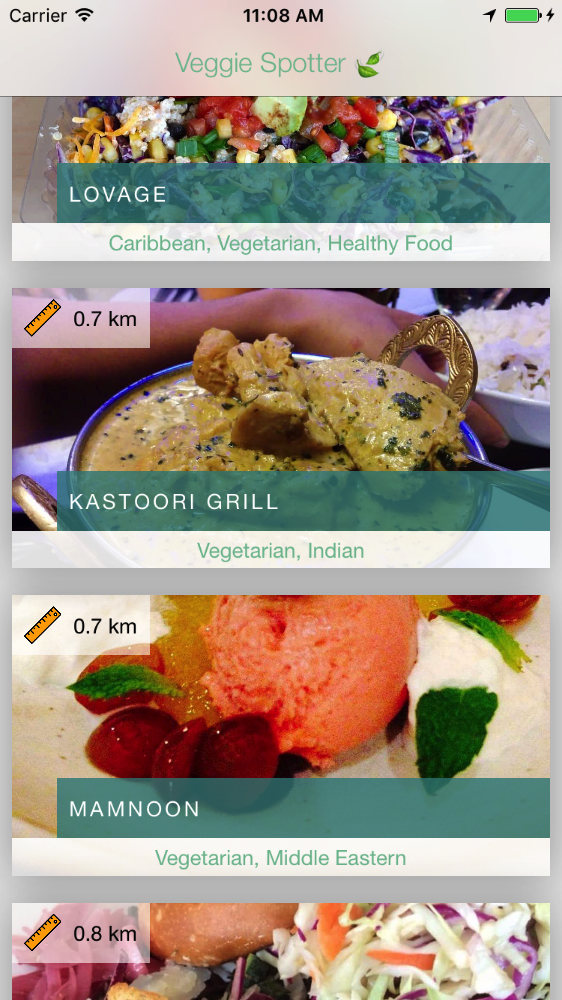 Carrier 11:08 AM
Veggie Spotter
LOVAGE
Caribbean, Vegetarian, Healthy Food
0.7 km
KASTOORI GRILL
Vegetarian, Indian
0.7 km
MAMNOON
Vegetarian, Middle Eastern
0.8 km